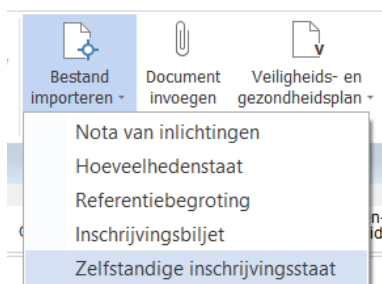 Bestand importeren
Document invoegen
Veiligheids- en gezondheidsplan
v
Nota van inlichtingen
Hoeveelhedenstaat
Referentiebegroting
Inschrijvingsbiljet
Zelfstandige inschrijvingsstaat